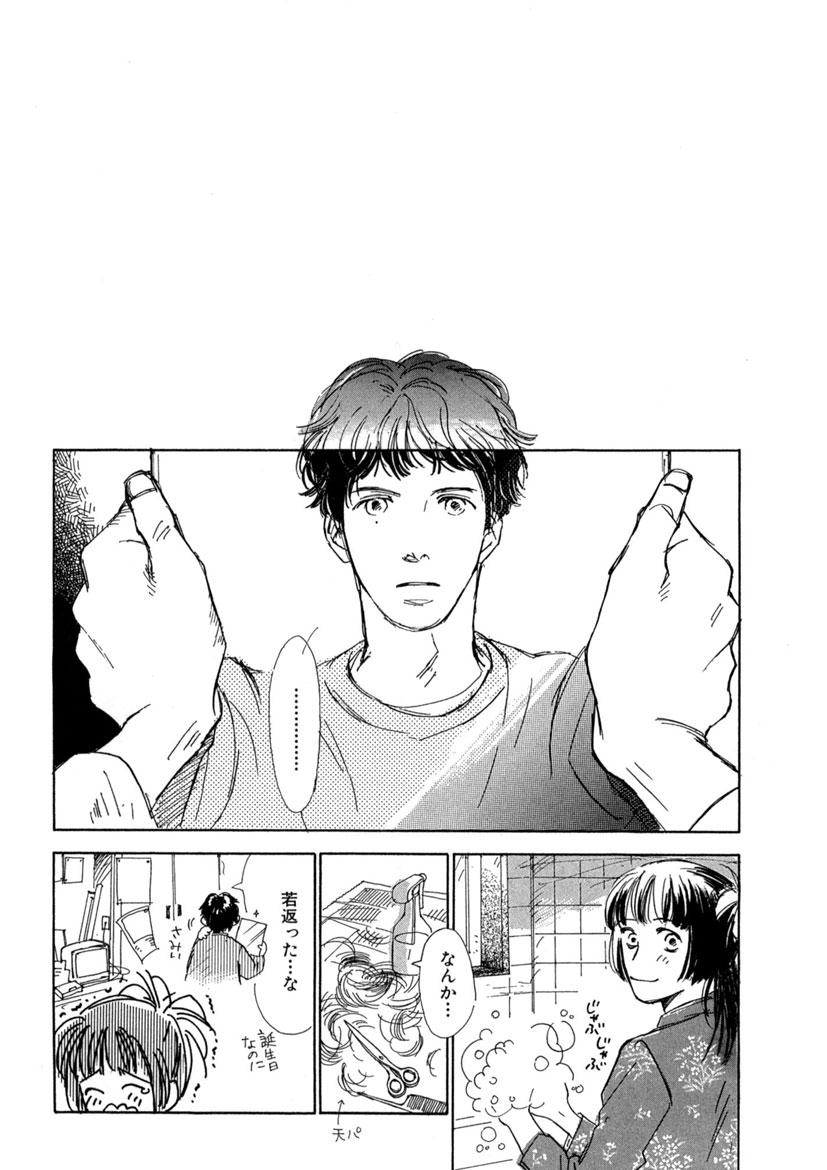 …………
じゃぶじゃぶ
なんか…
天パ
若返った…な
誕生日
なのに
さみい